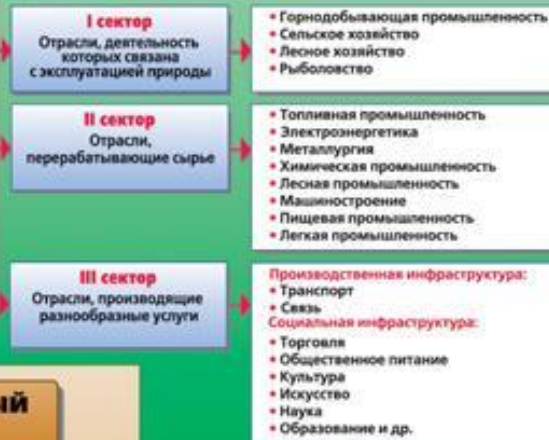 I сектор
Отрасли, деятельность
которых связана
с эксплуатацией природы
• Горнодобывающая промышленность
• Сельское хозяйство
• Лесное хозяйство
• Рыболовство
II сектор
Отрасли,
перерабатывающие сырье
• Топливная промышленность
• Электроэнергетика
• Металлургия
• Химическая промышленность
• Лесная промышленность
• Машиностроение
• Пищевая промышленность
• Легкая промышленность
III сектор
Отрасли, производящие
разнообразные услуги
Производственная инфраструктура:
• Транспорт
• Связь
Социальная инфраструктура:
• Торговля
• Общественное питание
• Культура
• Искусство
• Наука
• Образование и др.
ый